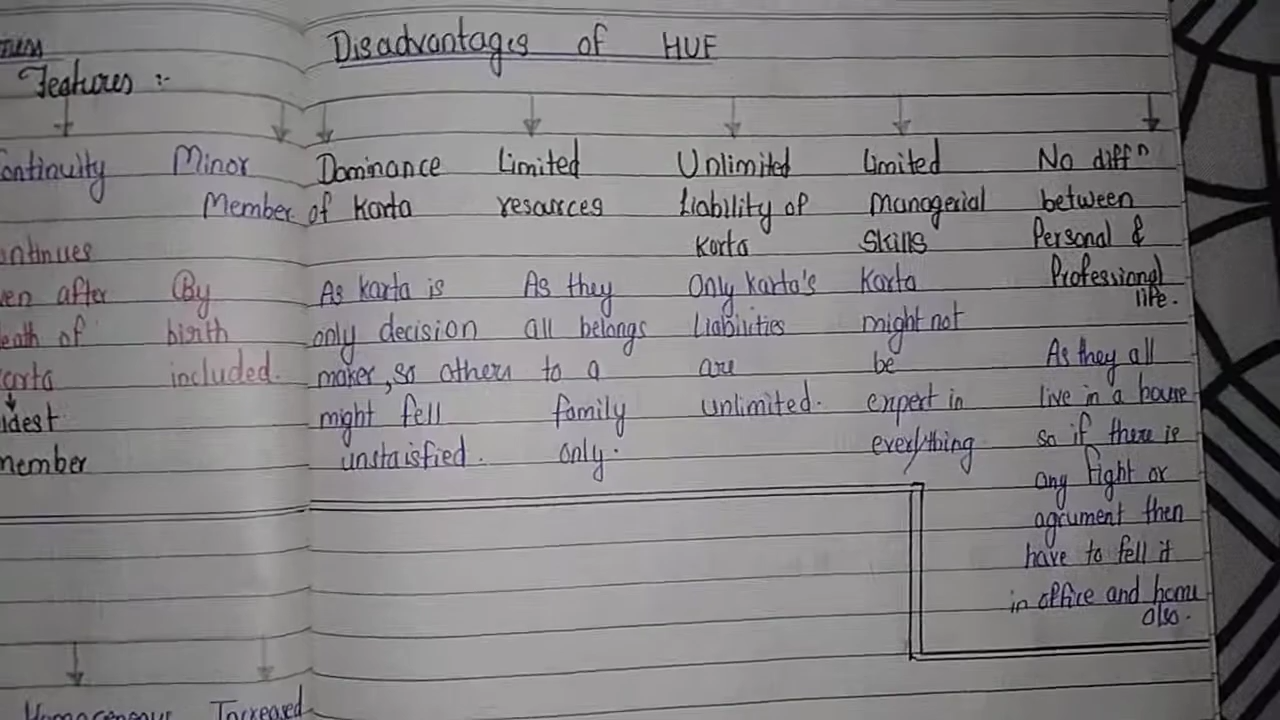 Features :-
Continuity Minor
Member
continues
even after By
death of birth
Karta included.
eldest
member
Increased
Disadvantages of HUF
Dominance
of Karta
As karta is
only decision
maker, so others
might fell
unstaisfied.
Limited
resources
As they
all belongs
to a
family
only.
Unlimited
Liability of
Karta
Only karta's
Liabilities
are
unlimited.
Limited
Managerial
Skills
Karta
might not
be
expert in
everything
No diffn
between
Personal &
Professional
life.
As they all
live in a house
so if there is
any fight or
agrument then
have to fell it
in office and home
also.